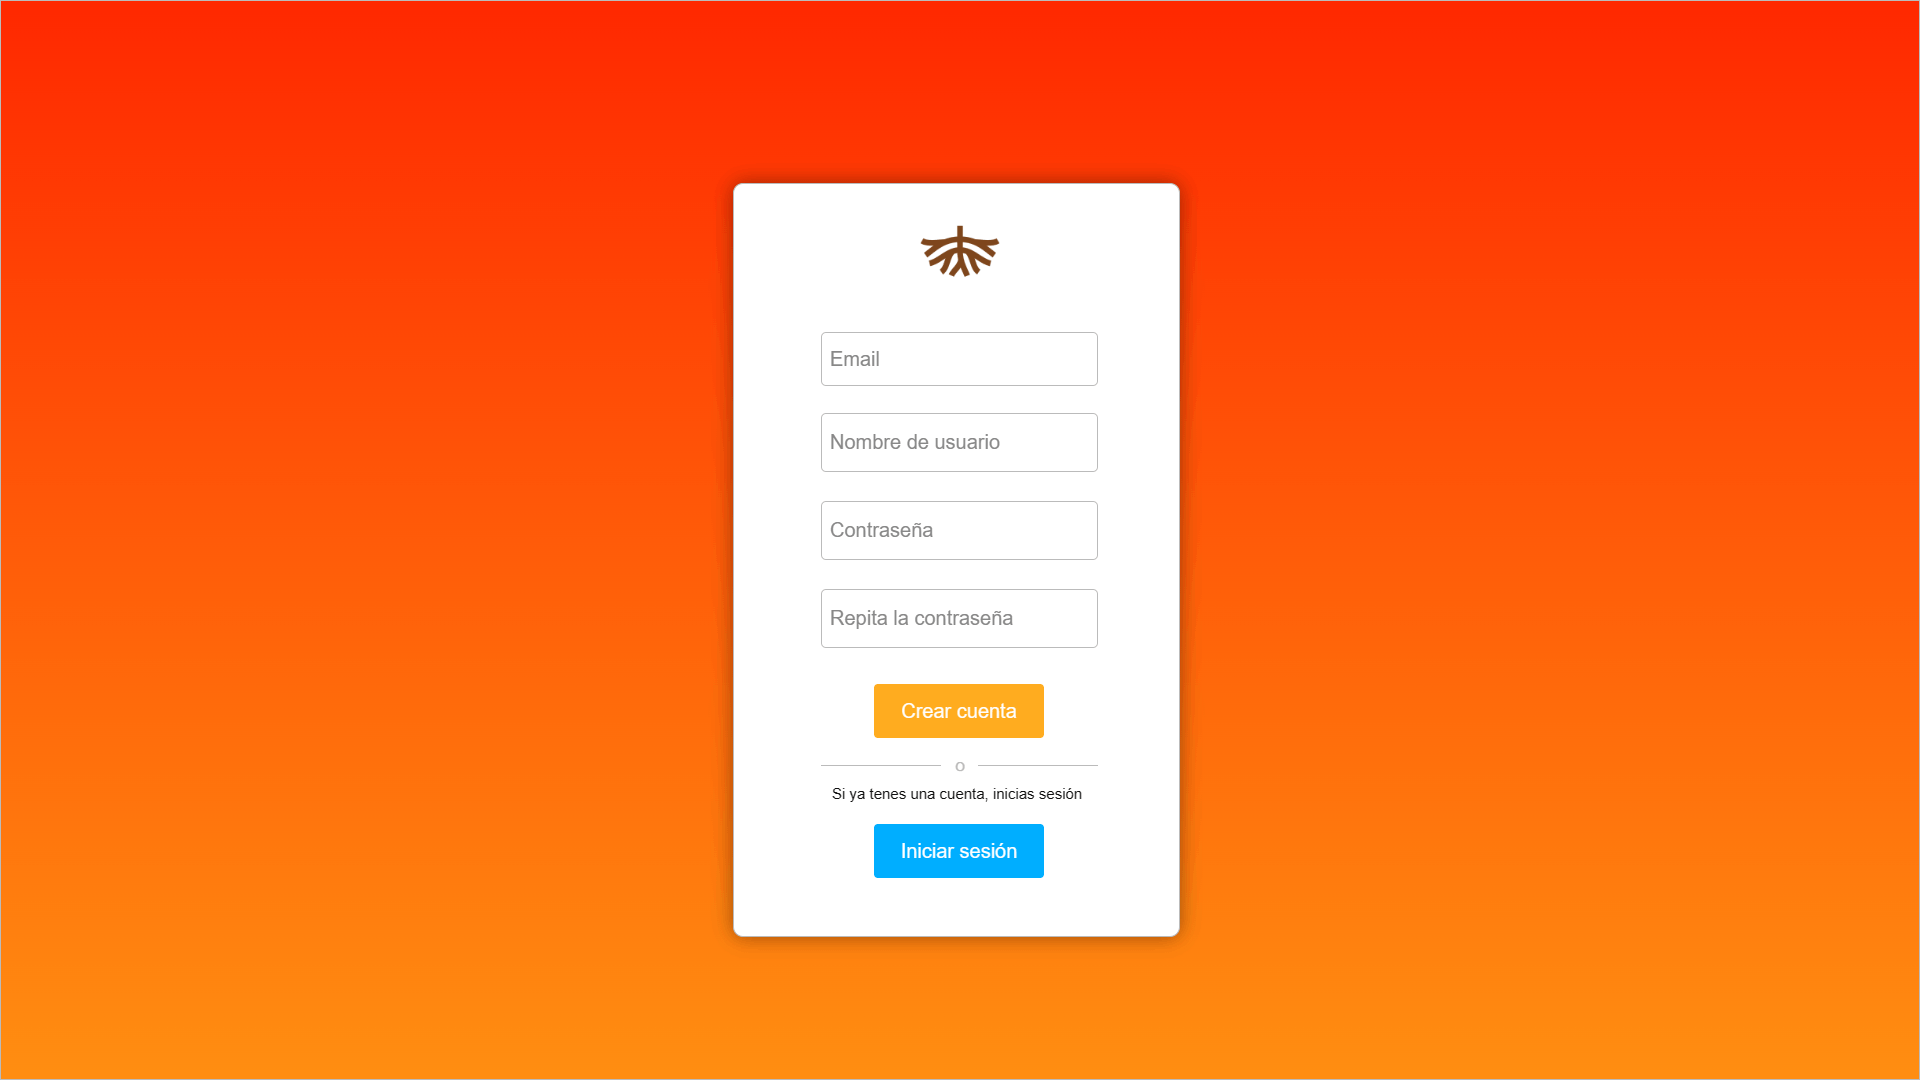 Email
Nombre de usuario
Contraseña
Repita la contraseña
Crear cuenta
o
Si ya tenes una cuenta, inicias sesión
Iniciar sesión